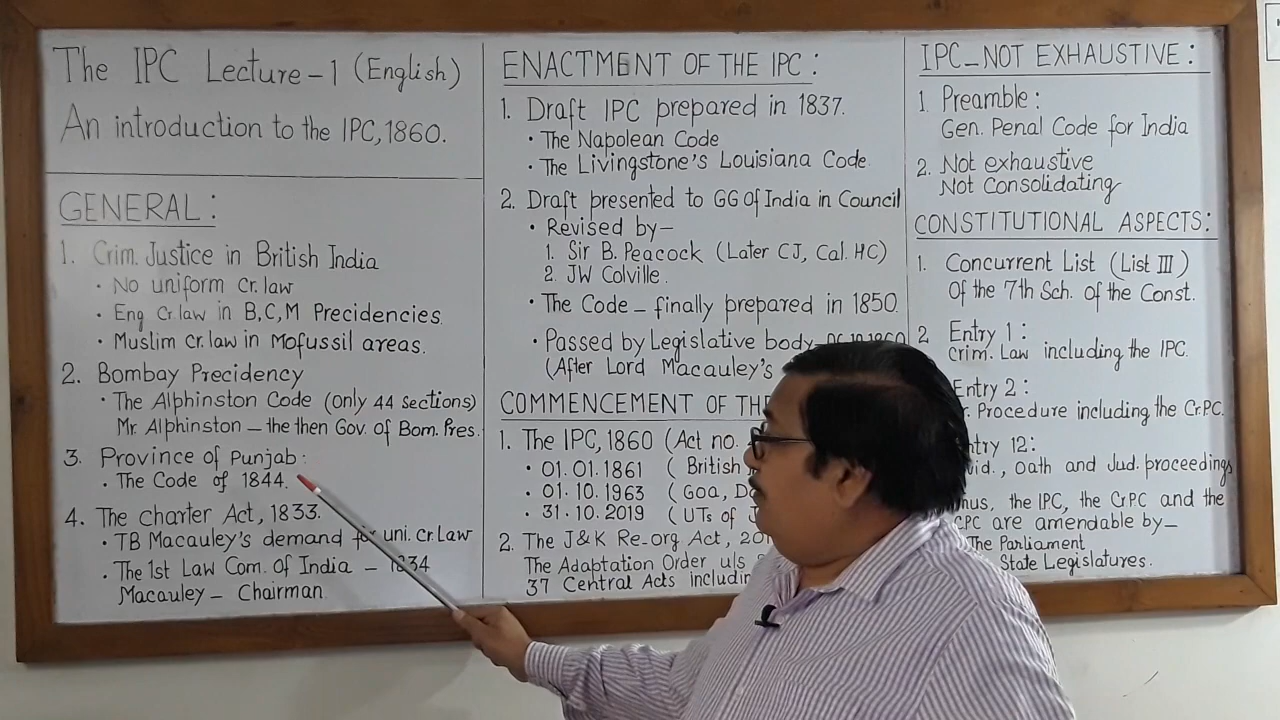 The IPC Lecture-1 (English)
An introduction to the IPC, 1860.
GENERAL:
1. Crim. Justice in British India
• No uniform cr. law
• Eng Cr. law in B,C,M Precidencies.
• Muslim cr. law in Mofussil areas.
2. Bombay Precidency
• The Alphinston Code (only 44 sections)
Mr. Alphinston – the then Gov. of Bom. Pres.
3. Province of Punjab:
• The Code of 1844.
4. The Charter Act, 1833.
• TB Macauley's demand for uni. cr. Law
• The 1st Law Com. of India – 1834
Macauley – Chairman
ENACTMENT OF THE IPC:
1. Draft IPC prepared in 1837.
• The Napolean Code
• The Livingstone's Louisiana Code.
2. Draft presented to GG of India in Council
• Revised by–
1. Sir B. Peacock (Later CJ, Cal. HC)
2. JW Colville.
• The Code – finally prepared in 1850.
• Passed by Legislative body–
(After Lord Macauley's
COMMENCEMENT OF THE
1. The IPC, 1860 (Act no.
• 01.01.1861 ( British
• 01.10.1963 (Goa,
• 31.10.2019 (UTs of
2. The J&K Re-org Act,
The Adaptation Order u/s
37 Central Acts includin
IPC–NOT EXHAUSTIVE:
1. Preamble:
Gen. Penal Code for India
2. Not exhaustive
Not Consolidating
CONSTITUTIONAL ASPECTS:
1. Concurrent List (List III)
Of the 7th Sch. of the Const.
2 Entry 1:
Crim. Law including the IPC.
Entry 2:
Procedure including the Cr.P.C.
ntry 12:
vid., Oath and Jud. proceedings
hus, the IPC, the Cr.P.C and the
CPC are amendable by–
The Parliament
State Legislatures.